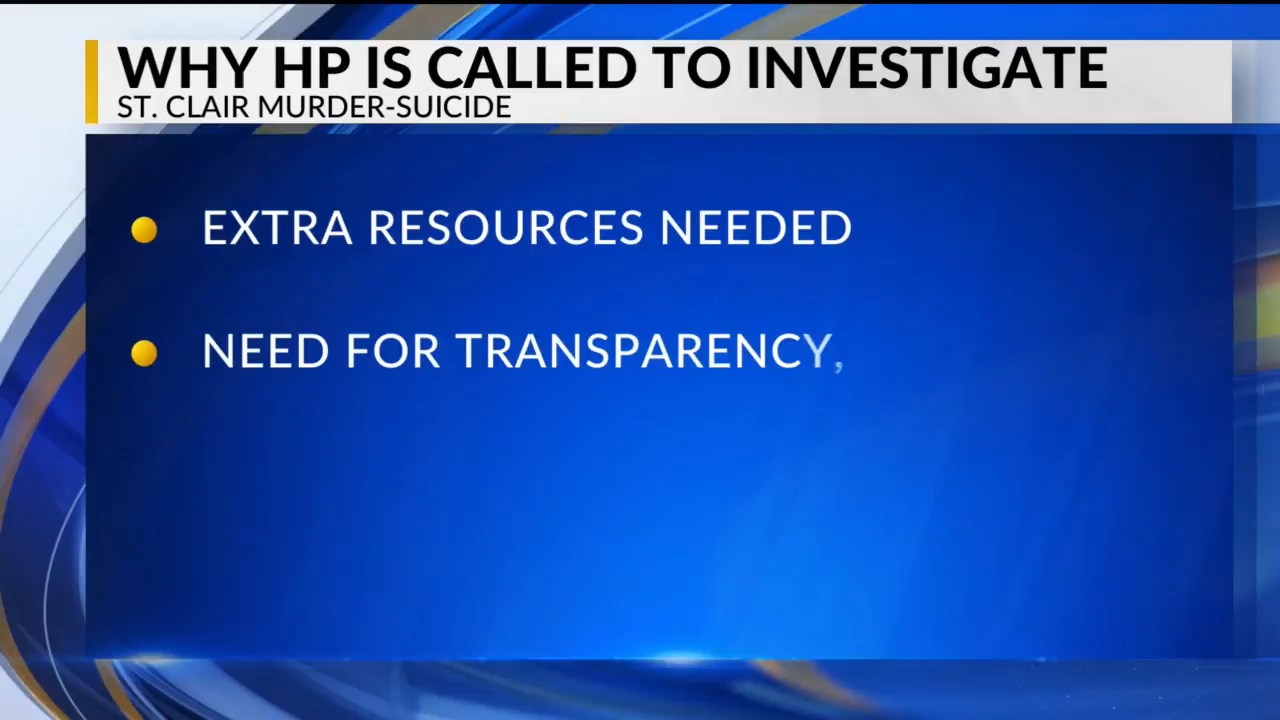 WHY HP IS CALLED TO INVESTIGATE
ST. CLAIR MURDER-SUICIDE
EXTRA RESOURCES NEEDED
NEED FOR TRANSPARENCY,